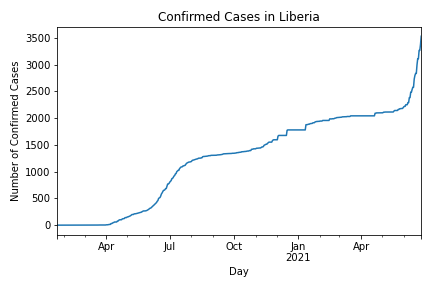 Confirmed Cases in Liberia
Number of Confirmed Cases
3500
3000
2500
2000
1500
1000
500
0
Apr
Jul
Oct
Jan
2021
Apr
Day